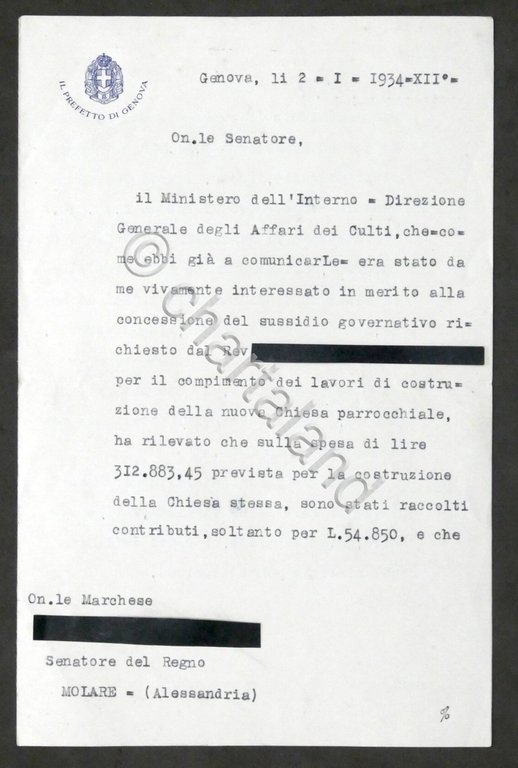 IL PREFETTO DI GENOVA
Genova, li 2 = I = I934=XII°=
On.le Senatore,
il Ministero dell'Interno = Direzione
Generale degli Affari dei Culti,che=co=
me ebbi già a comunicarLe= era stato da
me vivamente interessato in merito alla
concessione del sussidio governativo ri=
chiesto dal Rev
per il compimento dei lavori di costru=
zione della nuova Chiesa parrocchiale,
ha rilevato che sulla spesa di lire
3I2.883,45 prevista per la costruzione
della Chiesa stessa, sono stati raccolti
contributi,soltanto per L.54.850, e che
On.le Marchese
Senatore del Regno
MOLARE = (Alessandria)
%
© chartaland